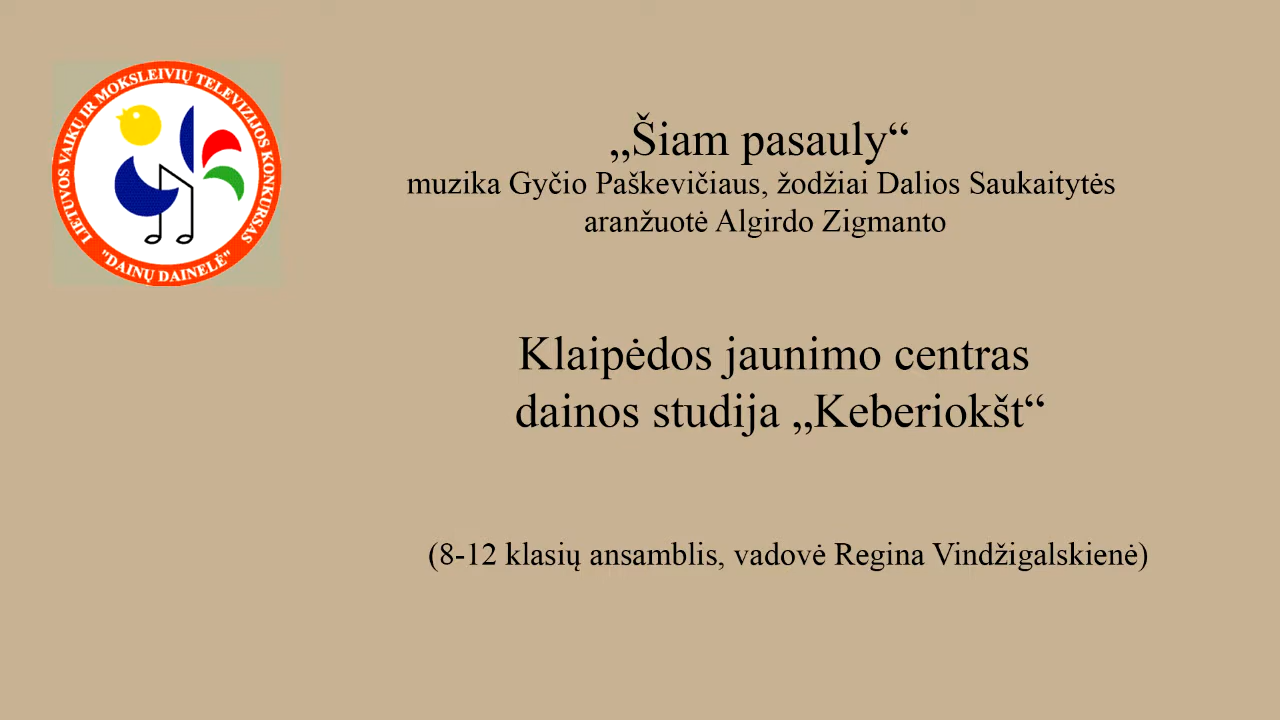 LIETUVOS VAIKŲ IR MOKSLEIVIŲ TELEVIZIJOS KONKURSAS
"DAINŲ DAINELĖ"
„Šiam pasauly“
muzika Gyčio Paškevičiaus, žodžiai Dalios Saukaitytės
aranžuotė Algirdo Zigmanto
Klaipėdos jaunimo centras
dainos studija „Keberiokšt“
(8-12 klasių ansamblis, vadovė Regina Vindžigalskienė)